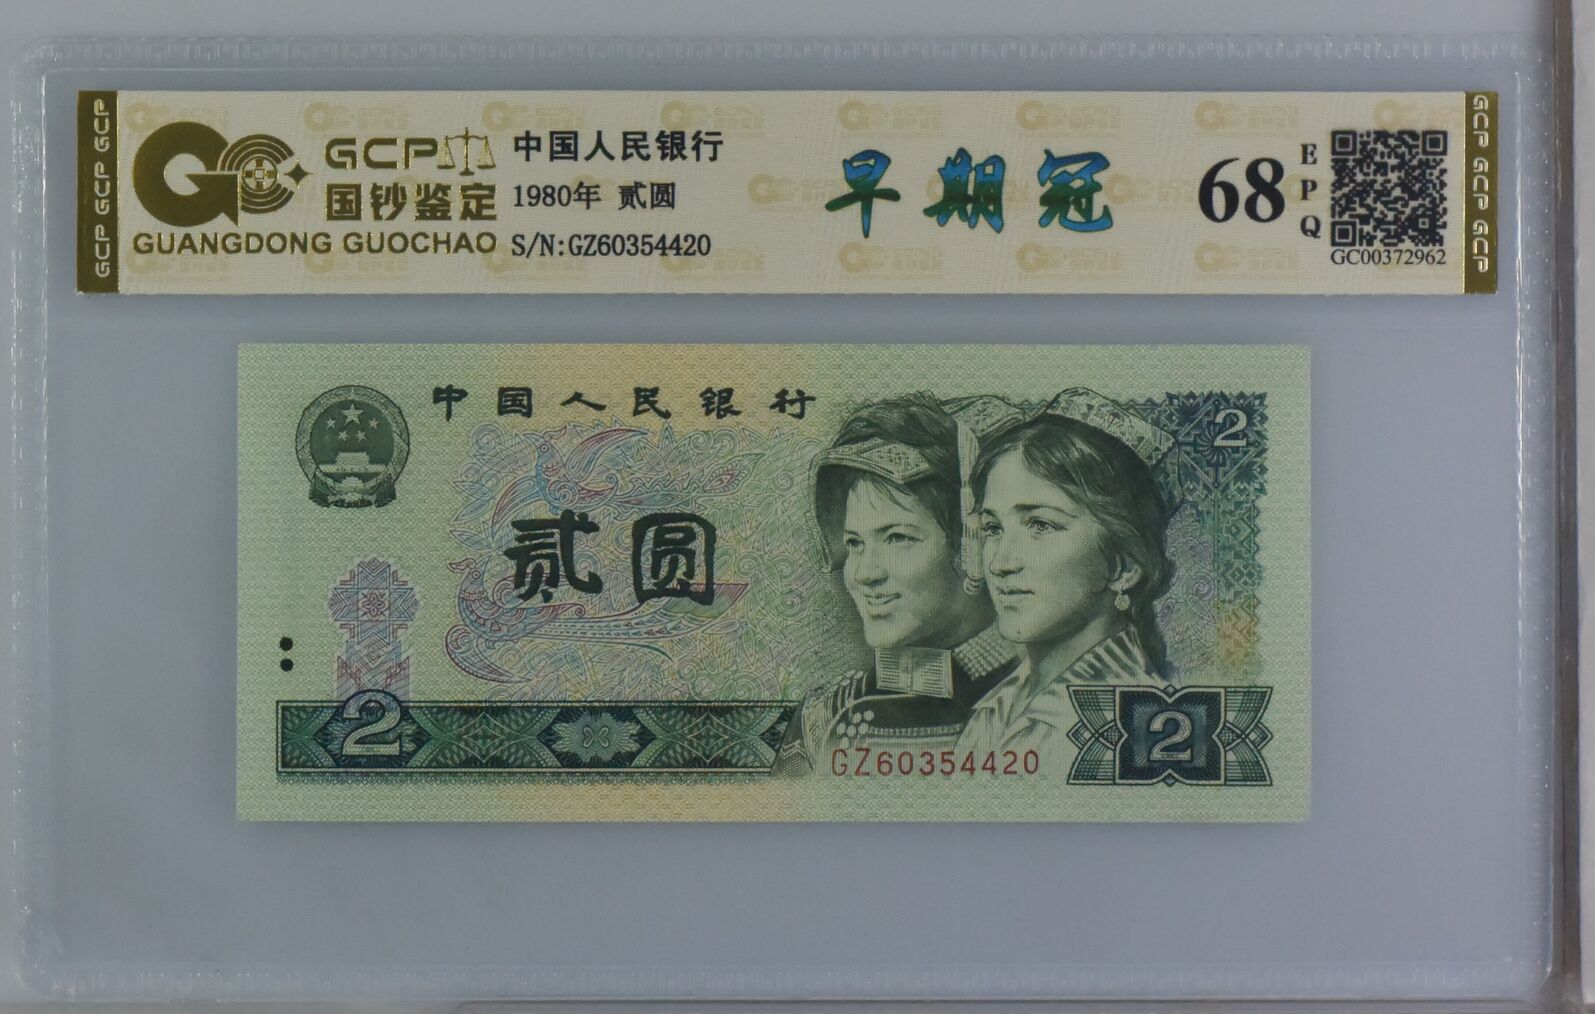 GCP GCP GCP
GCP
国钞鉴定
GUANGDONG GUOCHAO
中国人民银行
1980年 贰圆
S/N:GZ60354420
早期冠
68
EPQ
GC00372962
GCP GCP GCP
中国人民银行
2
贰圆
2
GZ60354420
2